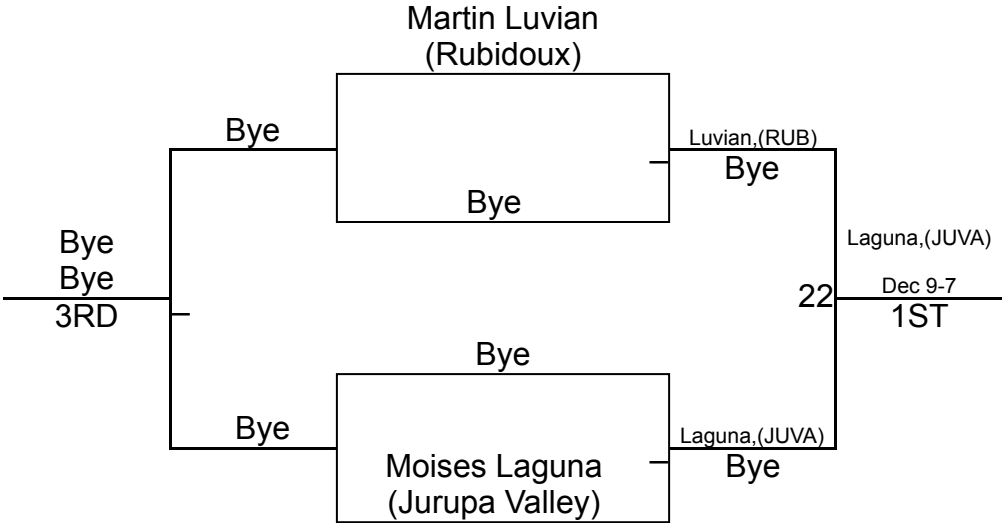 Martin Luvian
(Rubidoux)
Bye
Luvian,(RUB)
Bye
Bye
Bye
Bye
3RD
Laguna,(JUVA)
22
Dec 9-7
1ST
Bye
Bye
Laguna,(JUVA)
Bye
Moises Laguna
(Jurupa Valley)